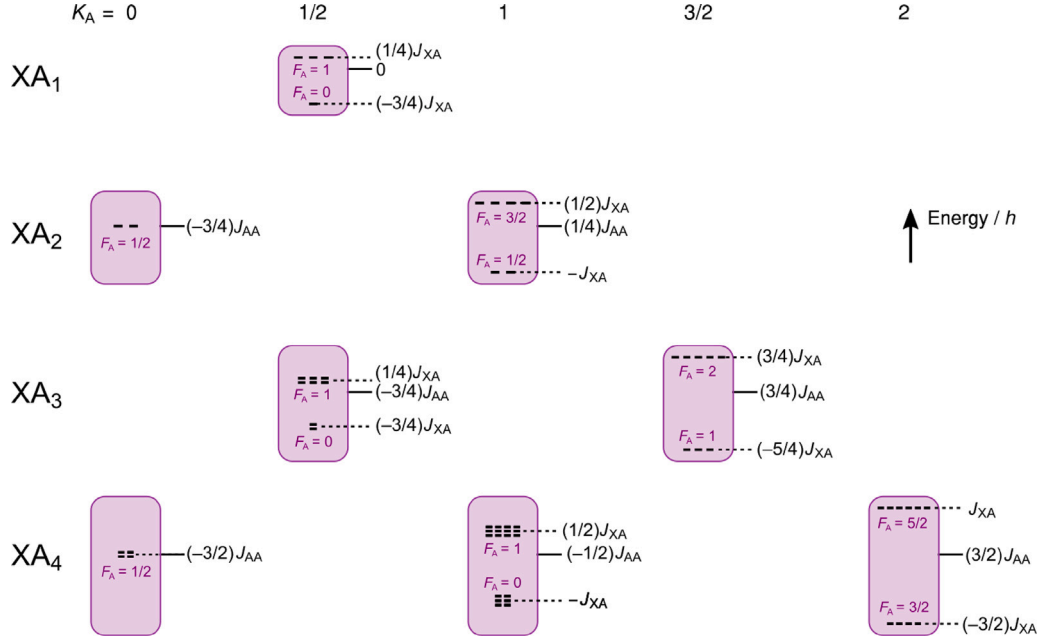 K_A = 0 1/2 1 3/2 2
XA₁
(1/4)J_XA
F_A = 1
0
F_A = 0
(−3/4)J_XA
XA₂
(−3/4)J_AA
F_A = 1/2
(1/2)J_XA
F_A = 3/2
(1/4)J_AA
F_A = 1/2
−J_XA
Energy / h
XA₃
(1/4)J_XA
F_A = 1
(−3/4)J_AA
(−3/4)J_XA
F_A = 0
(3/4)J_XA
F_A = 2
(3/4)J_AA
F_A = 1
(−5/4)J_XA
XA₄
(−3/2)J_AA
F_A = 1/2
(1/2)J_XA
F_A = 1
(−1/2)J_AA
F_A = 0
−J_XA
J_XA
F_A = 5/2
(3/2)J_AA
F_A = 3/2
(−3/2)J_XA